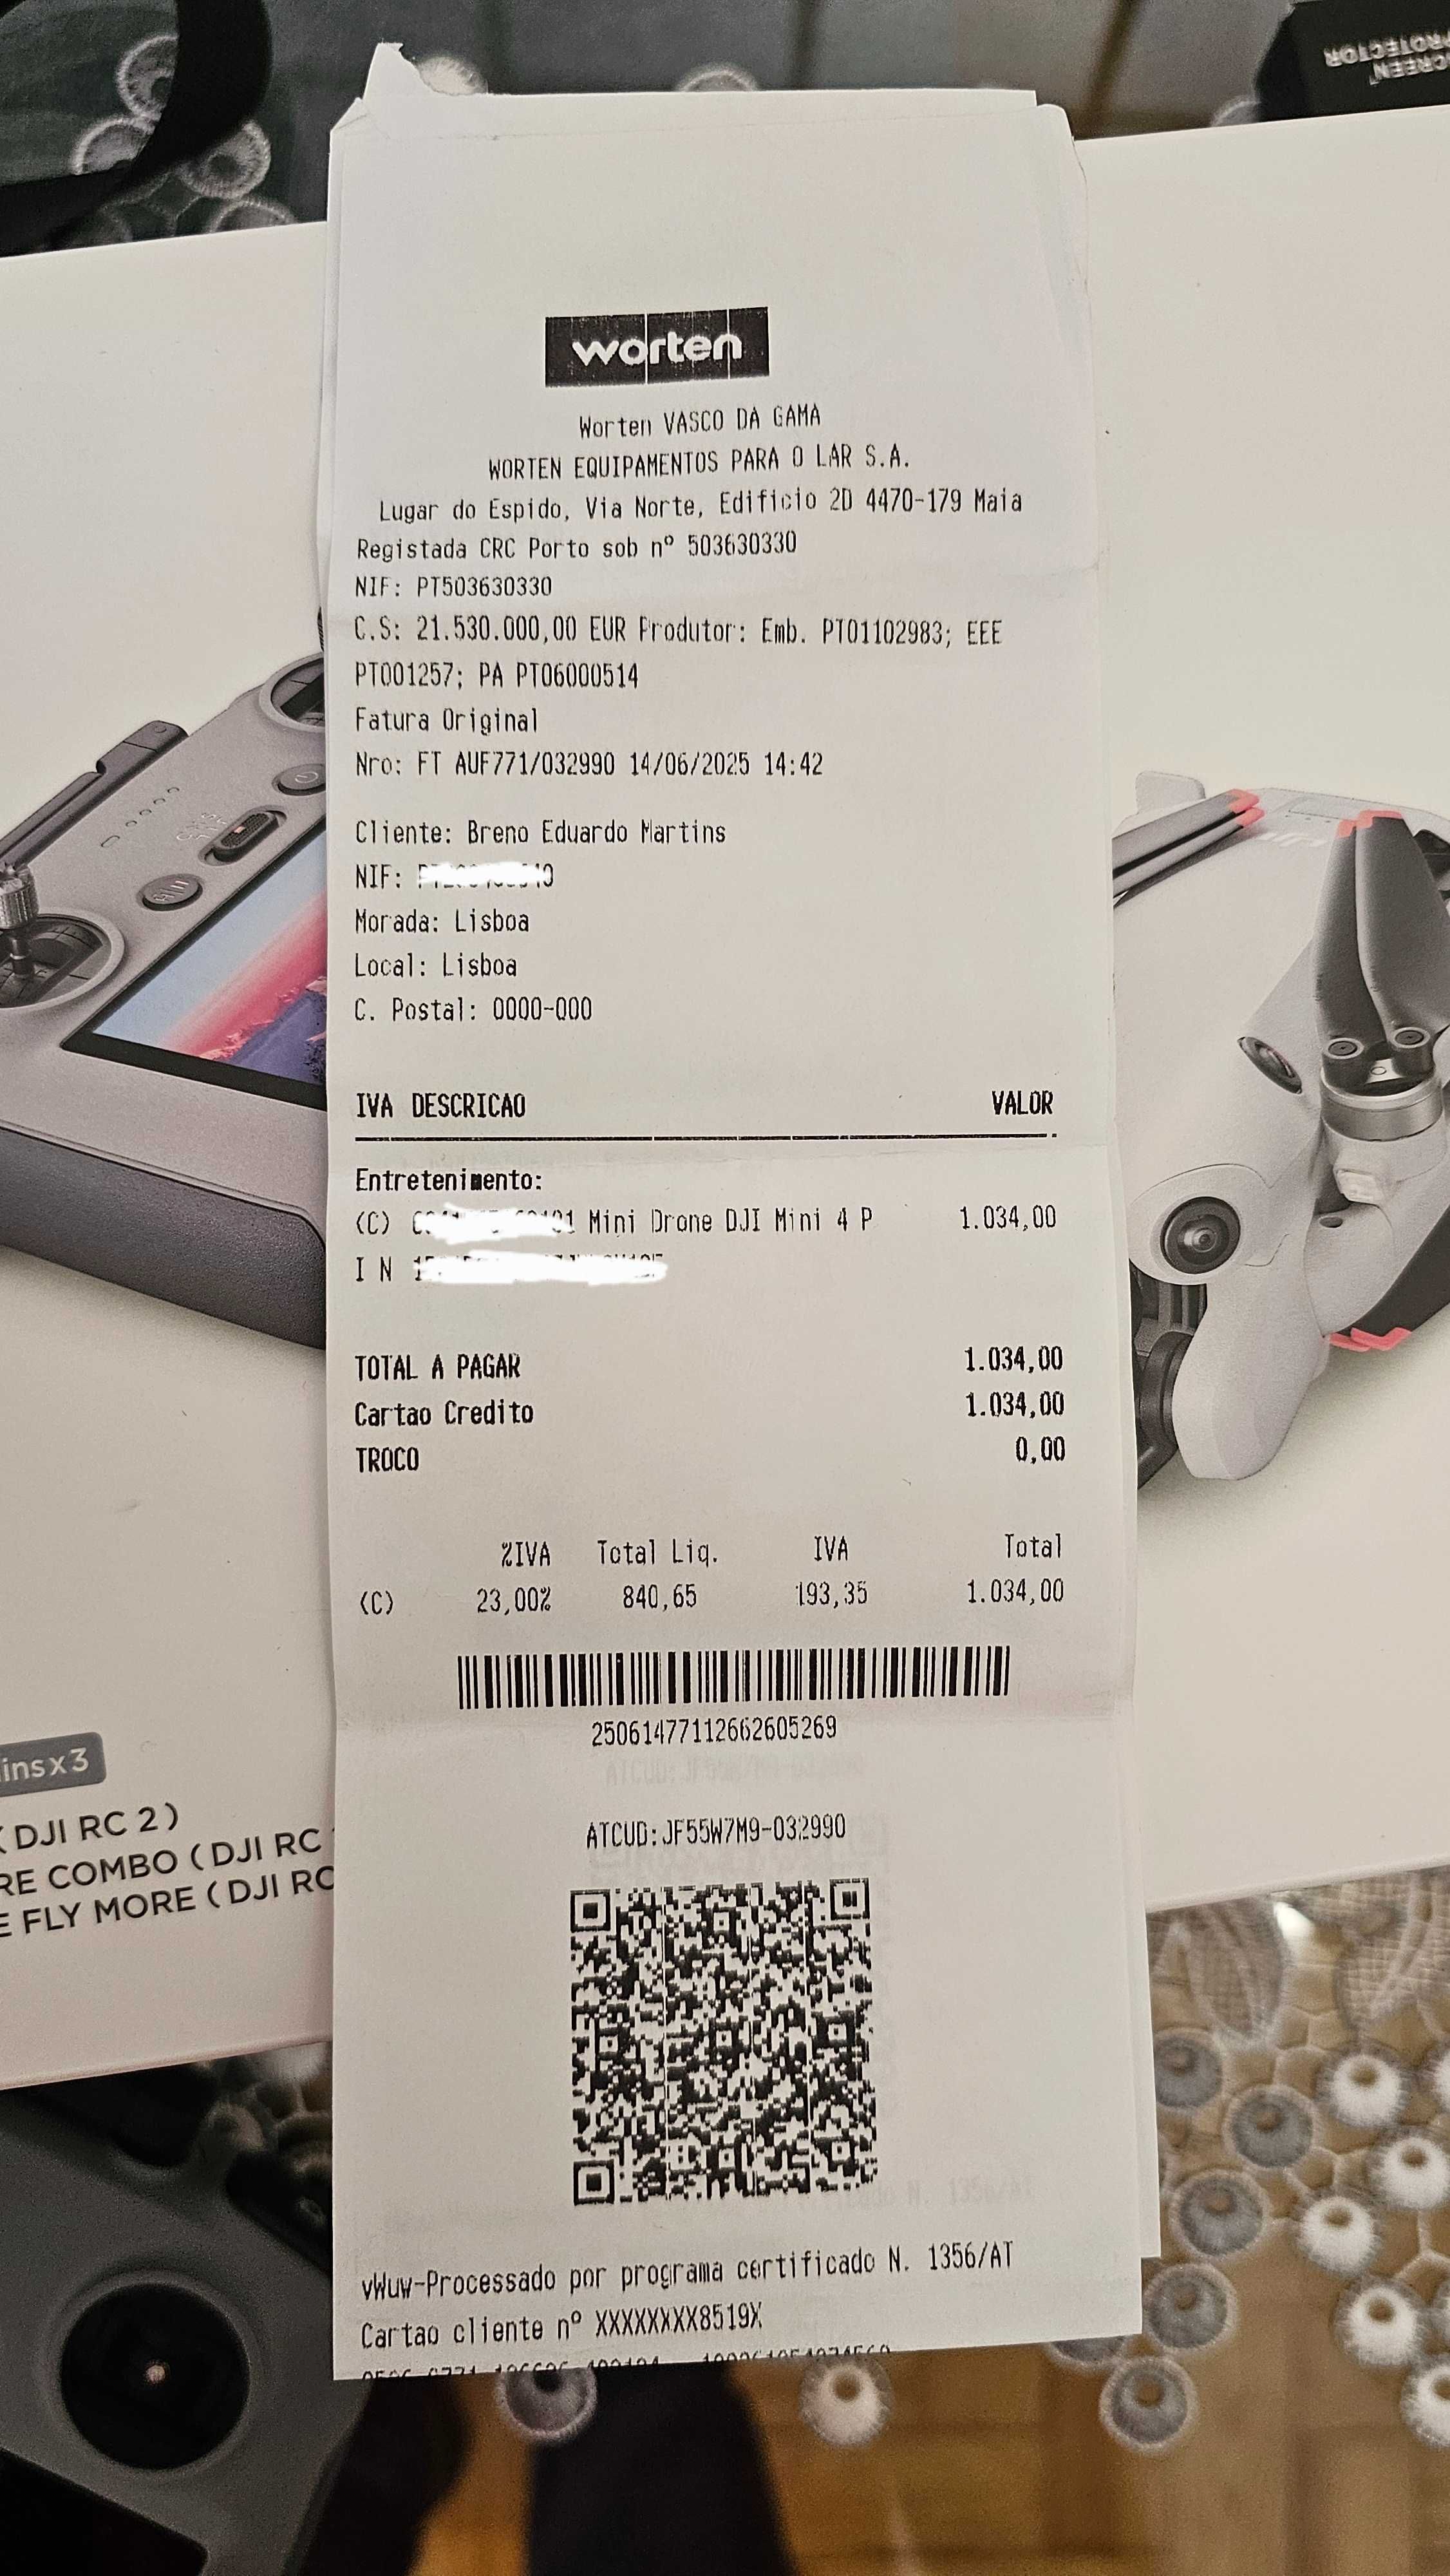 SCREEN
PROTECTOR
worten
Worten VASCO DA GAMA
WORTEN EQUIPAMENTOS PARA O LAR S.A.
Lugar do Espido, Via Norte, Edificio 2D 4470-179 Maia
Registada CRC Porto sob nº 503630330
NIF: PT503630330
C.S: 21.530.000,00 EUR Produtor: Emb. PT01102983; EEE
PT001257; PA PT06000514
Fatura Original
Nro: FT AUF771/032990 14/06/2025 14:42
Cliente: Breno Eduardo Martins
NIF:
Morada: Lisboa
Local: Lisboa
C. Postal: 0000-000
IVA DESCRICAO VALOR
Entretenimento:
(C) Mini Drone DJI Mini 4 P 1.034,00
I N
TOTAL A PAGAR 1.034,00
Cartao Credito 1.034,00
TROCO 0,00
%IVA Total Liq. IVA Total
(C) 23,00% 840,65 193,35 1.034,00
25061477112662605269
ATCUD:JF55W7M9-032990
vWuw-Processado por programa certificado N. 1356/AT
Cartao cliente nº XXXXXXXX8519X
insx3
(DJI RC 2)
RE COMBO (DJI RC
E FLY MORE (DJI RC